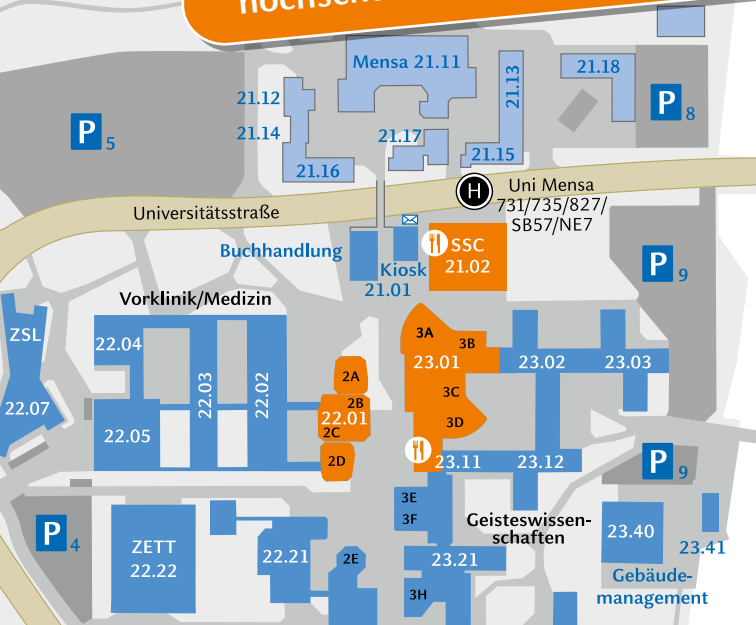 Mensa 21.11
21.12
21.13
21.18
P 5
21.14
21.17
P 8
21.16
21.15
H
Uni Mensa
731/735/827/
SB57/NE7
Universitätsstraße
Buchhandlung
SSC
21.02
Kiosk
21.01
P 9
Vorklinik/Medizin
ZSL
22.07
22.04
22.03
22.02
22.05
2A
2B
22.01
2C
2D
3A
3B
23.01
23.02
23.03
3C
3D
23.11
23.12
P 9
P 4
ZETT
22.22
22.21
2E
3E
3F
Geisteswissen-
schaften
23.21
3H
23.40
23.41
Gebäude-
management